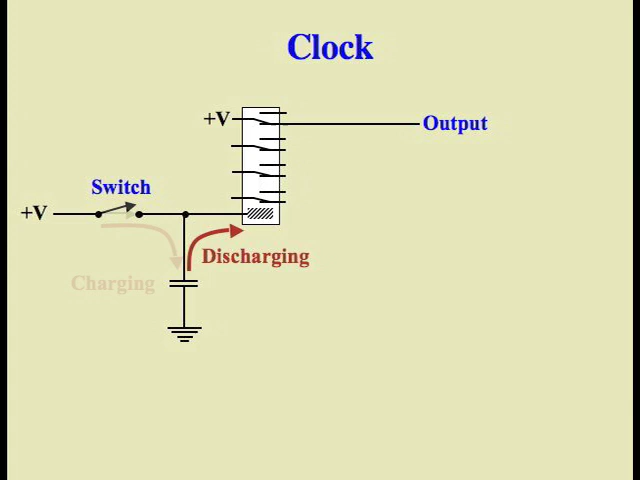 Clock
+V
Output
Switch
+V
Discharging
Charging